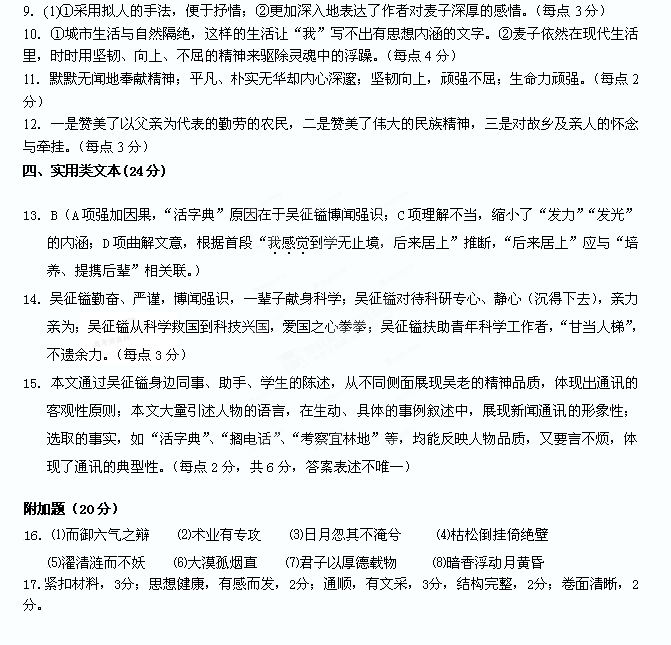 9. (1)①采用拟人的手法，便于抒情；②更加深入地表达了作者对麦子深厚的感情。（每点 3分）
10. ①城市生活与自然隔绝，这样的生活让“我”写不出有思想内涵的文字。②麦子依然在现代生活
里，时时用坚韧、向上、不屈的精神来驱除灵魂中的浮躁。（每点4分）
11. 默默无闻地奉献精神；平凡、朴实无华却内心深邃；坚韧向上，顽强不屈；生命力顽强。（每点2
分）
12. 一是赞美了以父亲为代表的勤劳的农民，二是赞美了伟大的民族精神，三是对故乡及亲人的怀念
与牵挂。（每点3分）
四、实用类文本(24分)
13. B（A项强加因果，“活字典”原因在于吴征镒博闻强识；C项理解不当，缩小了“发力”“发光”
的内涵；D项曲解文意，根据首段“我感觉到学无止境，后来居上”推断，“后来居上”应与“培
养、提携后辈”相关联。）
14. 吴征镒勤奋、严谨，博闻强识，一辈子献身科学；吴征镒对待科研专心、静心（沉得下去），亲力
亲为；吴征镒从科学救国到科技兴国，爱国之心拳拳；吴征镒扶助青年科学工作者，“甘当人梯”，
不遗余力。（每点3分）
15. 本文通过吴征镒身边同事、助手、学生的陈述，从不同侧面展现吴老的精神品质，体现出通讯的
客观性原则；本文大量引述人物的语言，在生动、具体的事例叙述中，展现新闻通讯的形象性；
选取的事实，如“活字典”、“搁电话”、“考察宜林地”等，均能反映人物品质，又要言不烦，体
现了通讯的典型性。（每点2分，共6分，答案表述不唯一）
附加题（20分）
16. ⑴而御六气之辩 ⑵术业有专攻 ⑶日月忽其不淹兮 ⑷枯松倒挂倚绝壁
⑸濯清涟而不妖 ⑹大漠孤烟直 ⑺君子以厚德载物 ⑻暗香浮动月黄昏
17.紧扣材料，3分；思想健康，有感而发，2分；通顺，有文采，3分，结构完整，2分；卷面清晰，2
分。